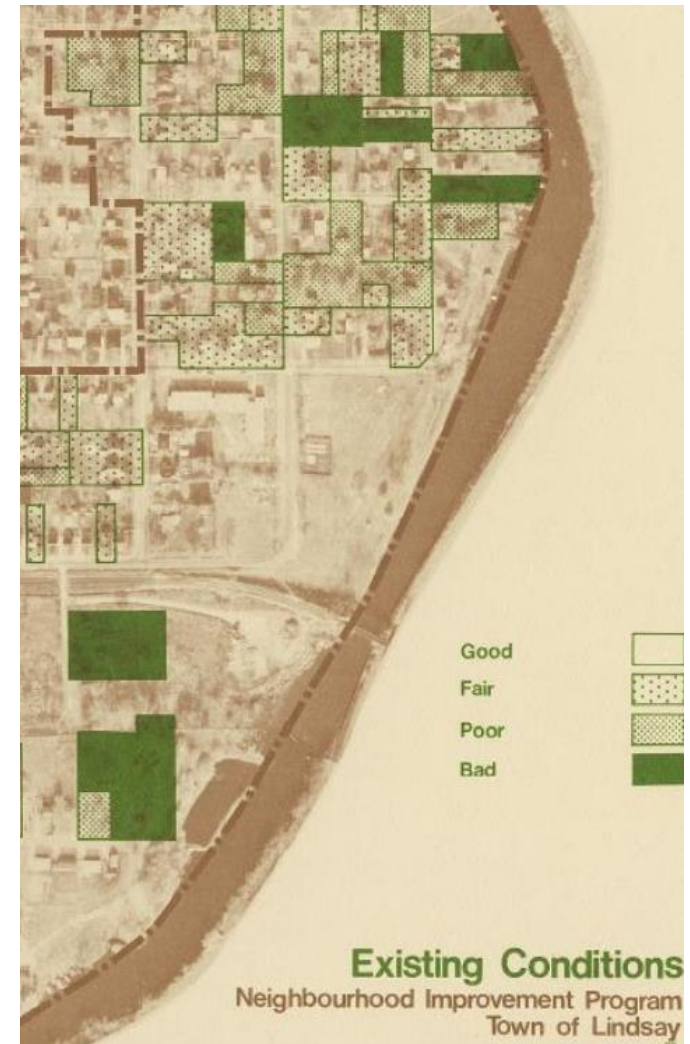 Good
Fair
Poor
Bad
Existing Conditions
Neighbourhood Improvement Program
Town of Lindsay